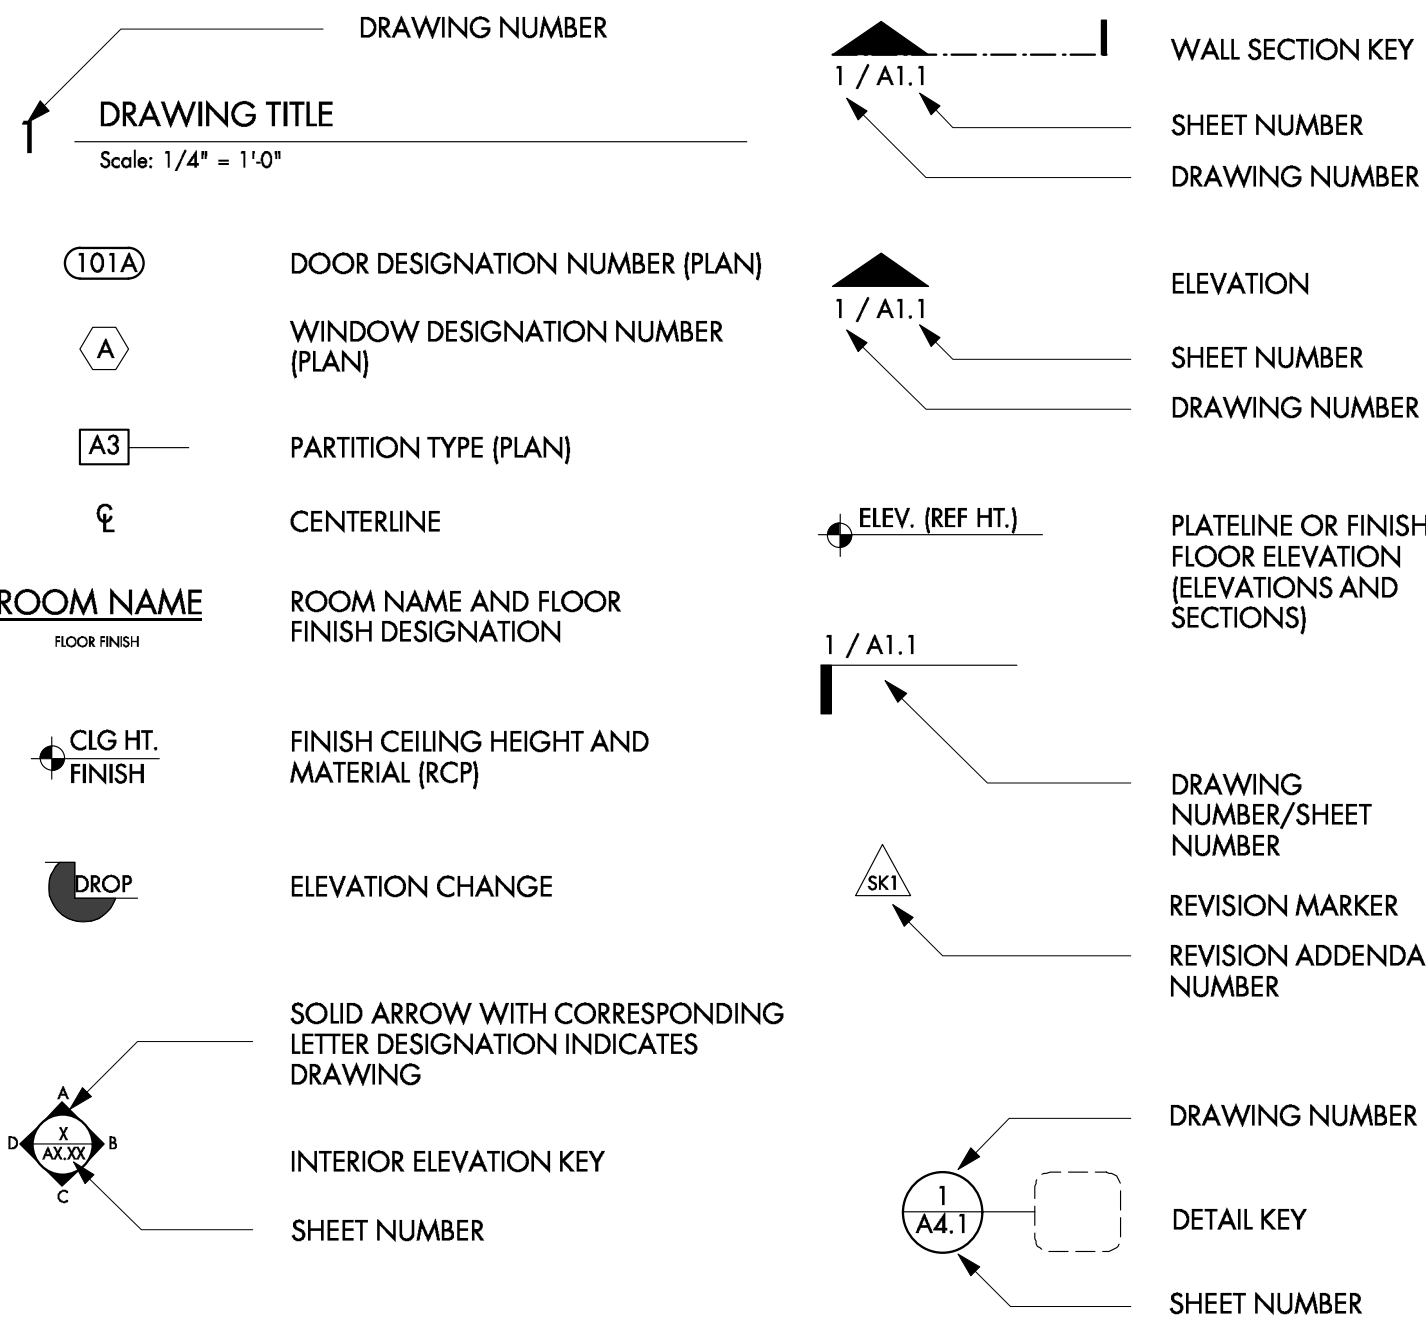 DRAWING NUMBER
1
DRAWING TITLE
Scale: 1/4" = 1'-0"
101A
DOOR DESIGNATION NUMBER (PLAN)
A
WINDOW DESIGNATION NUMBER
(PLAN)
A3
PARTITION TYPE (PLAN)
℄
CENTERLINE
ROOM NAME
FLOOR FINISH
ROOM NAME AND FLOOR
FINISH DESIGNATION
CLG HT.
FINISH
FINISH CEILING HEIGHT AND
MATERIAL (RCP)
DROP
ELEVATION CHANGE
SOLID ARROW WITH CORRESPONDING
LETTER DESIGNATION INDICATES
DRAWING
A
D
X
B
AX.XX
C
INTERIOR ELEVATION KEY
SHEET NUMBER
WALL SECTION KEY
1 / A1.1
SHEET NUMBER
DRAWING NUMBER
ELEVATION
1 / A1.1
SHEET NUMBER
DRAWING NUMBER
ELEV. (REF HT.)
PLATELINE OR FINISH
FLOOR ELEVATION
(ELEVATIONS AND
SECTIONS)
1 / A1.1
DRAWING
NUMBER/SHEET
NUMBER
SK1
REVISION MARKER
REVISION ADDENDA
NUMBER
DRAWING NUMBER
1
A4.1
DETAIL KEY
SHEET NUMBER